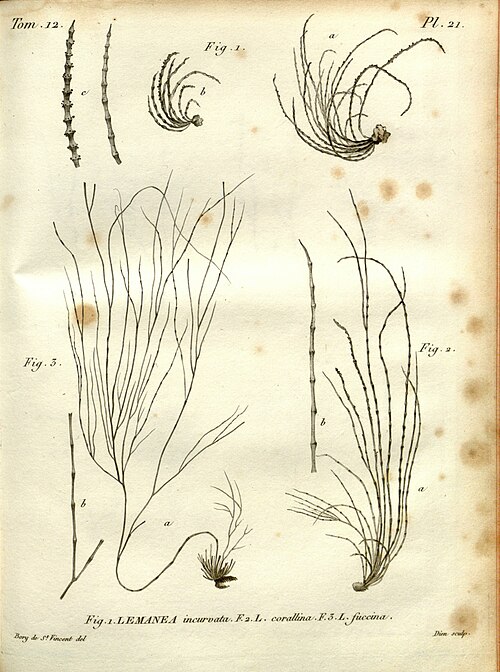 Tom. 12.
Pl. 21.
Fig. 1.
a
c
b
Fig. 3.
Fig. 2.
b
b
a
a
Fig. 1. LEMANEA incurvata. F. 2. L. corallina. F. 3. L. fuccina.
Bory de St. Vincent del
Dien sculp.